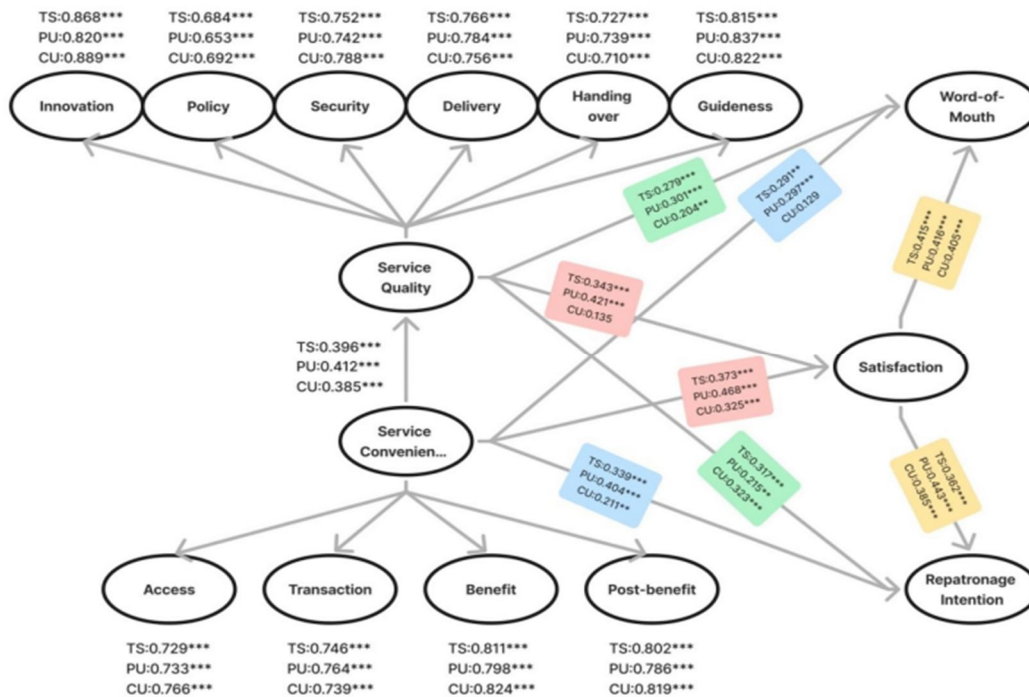 TS:0.868***
PU:0.820***
CU:0.889***
TS:0.684***
PU:0.653***
CU:0.692***
TS:0.752***
PU:0.742***
CU:0.788***
TS:0.766***
PU:0.784***
CU:0.756***
TS:0.727***
PU:0.739***
CU:0.710***
TS:0.815***
PU:0.837***
CU:0.822***
Innovation
Policy
Security
Delivery
Handing
over
Guideness
Word-of-
Mouth
TS:0.279***
PU:0.301***
CU:0.204**
TS:0.291**
PU:0.297***
CU:0.129
TS:0.415***
PU:0.416***
CU:0.405***
Service
Quality
TS:0.343***
PU:0.421***
CU:0.135
TS:0.396***
PU:0.412***
CU:0.385***
Satisfaction
TS:0.373***
PU:0.468***
CU:0.325***
Service
Convenien...
TS:0.339***
PU:0.404***
CU:0.211**
TS:0.317***
PU:0.215**
CU:0.323***
TS:0.362***
PU:0.443***
CU:0.385***
Access
Transaction
Benefit
Post-benefit
Repatronage
Intention
TS:0.729***
PU:0.733***
CU:0.766***
TS:0.746***
PU:0.764***
CU:0.739***
TS:0.811***
PU:0.798***
CU:0.824***
TS:0.802***
PU:0.786***
CU:0.819***